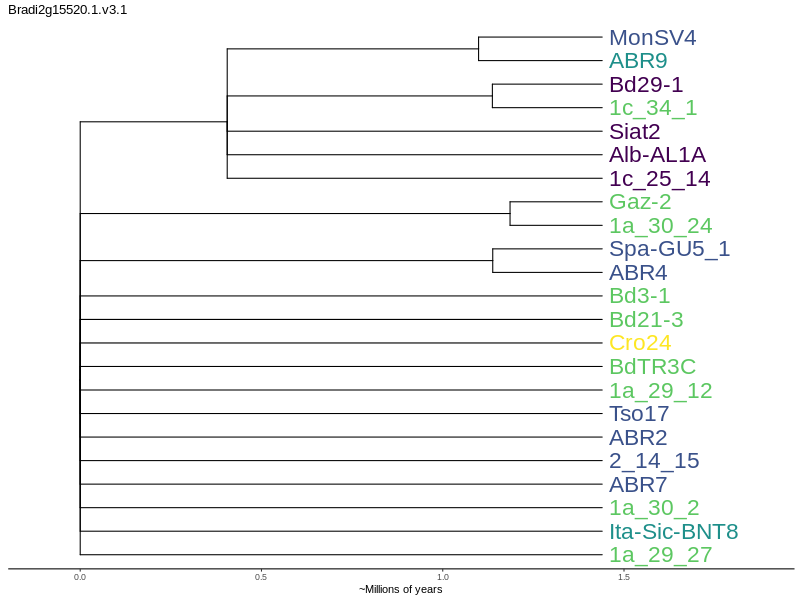 Bradi2g15520.1.v3.1
MonSV4
ABR9
Bd29-1
1c_34_1
Siat2
Alb-AL1A
1c_25_14
Gaz-2
1a_30_24
Spa-GU5_1
ABR4
Bd3-1
Bd21-3
Cro24
BdTR3C
1a_29_12
Tso17
ABR2
2_14_15
ABR7
1a_30_2
Ita-Sic-BNT8
1a_29_27
0.0 0.5 1.0 1.5
~Millions of years